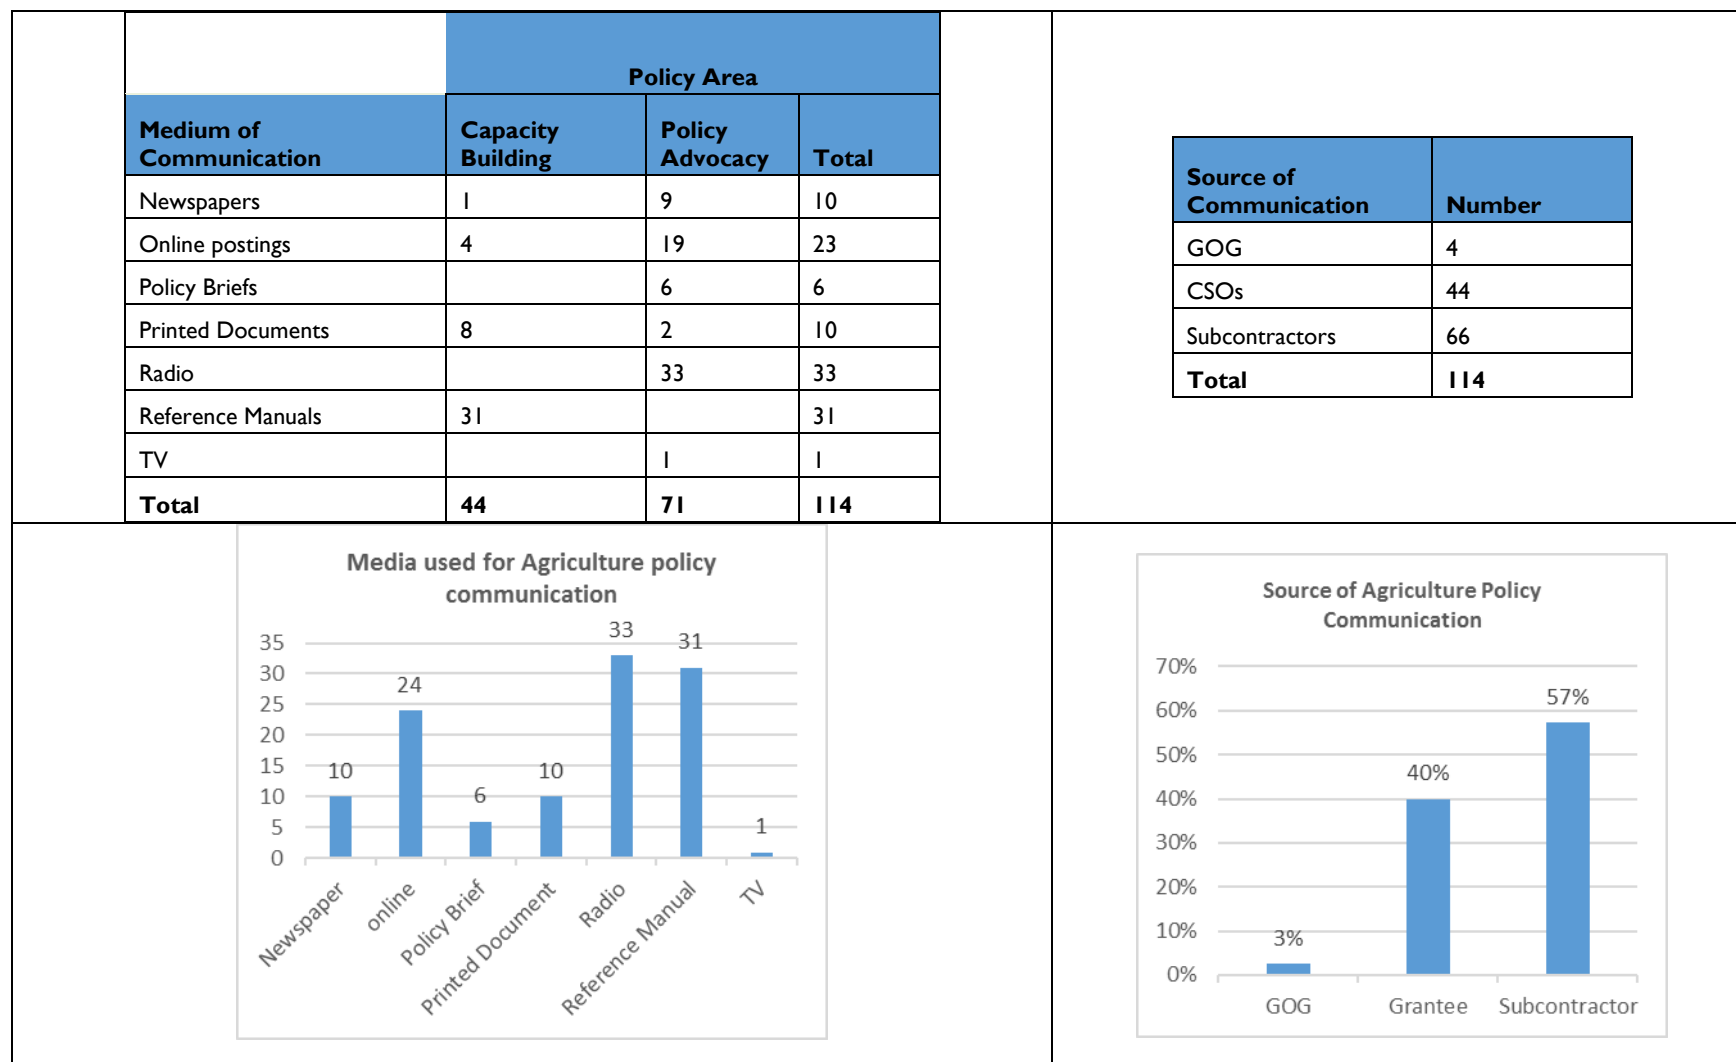 Policy Area
Medium of Communication Capacity Building Policy Advocacy Total
Newspapers 1 9 10
Online postings 4 19 23
Policy Briefs 6 6
Printed Documents 8 2 10
Radio 33 33
Reference Manuals 31 31
TV 1 1
Total 44 71 114
Source of Communication Number
GOG 4
CSOs 44
Subcontractors 66
Total 114
Media used for Agriculture policy
communication
35
30
25
20
15
10
5
0
10
24
6
10
33
31
1
Newspaper
online
Policy Brief
Printed Document
Radio
Reference Manual
TV
Source of Agriculture Policy
Communication
70%
60%
50%
40%
30%
20%
10%
0%
3%
40%
57%
GOG Grantee Subcontractor